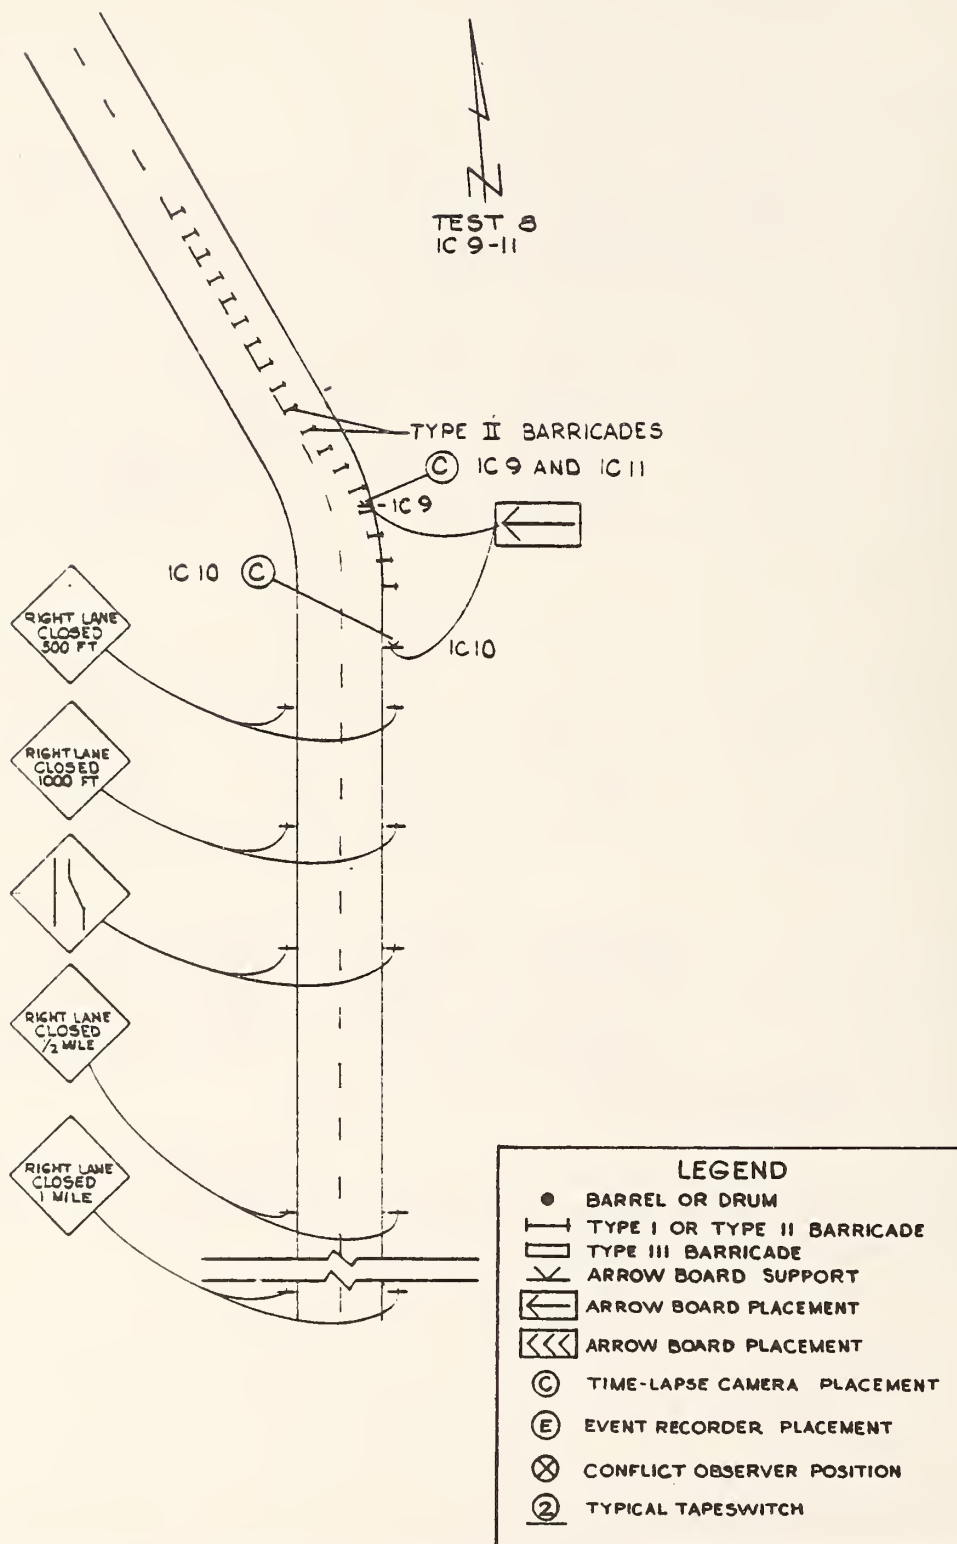 N
TEST 8
IC 9-11
TYPE II BARRICADES
C IC 9 AND IC 11
IC 9
IC 10 C
IC 10
RIGHT LANE
CLOSED
500 FT
RIGHT LANE
CLOSED
1000 FT
RIGHT LANE
CLOSED
1/2 MILE
RIGHT LANE
CLOSED
1 MILE
LEGEND
BARREL OR DRUM
TYPE I OR TYPE II BARRICADE
TYPE III BARRICADE
ARROW BOARD SUPPORT
ARROW BOARD PLACEMENT
ARROW BOARD PLACEMENT
C TIME-LAPSE CAMERA PLACEMENT
E EVENT RECORDER PLACEMENT
CONFLICT OBSERVER POSITION
2 TYPICAL TAPESWITCH